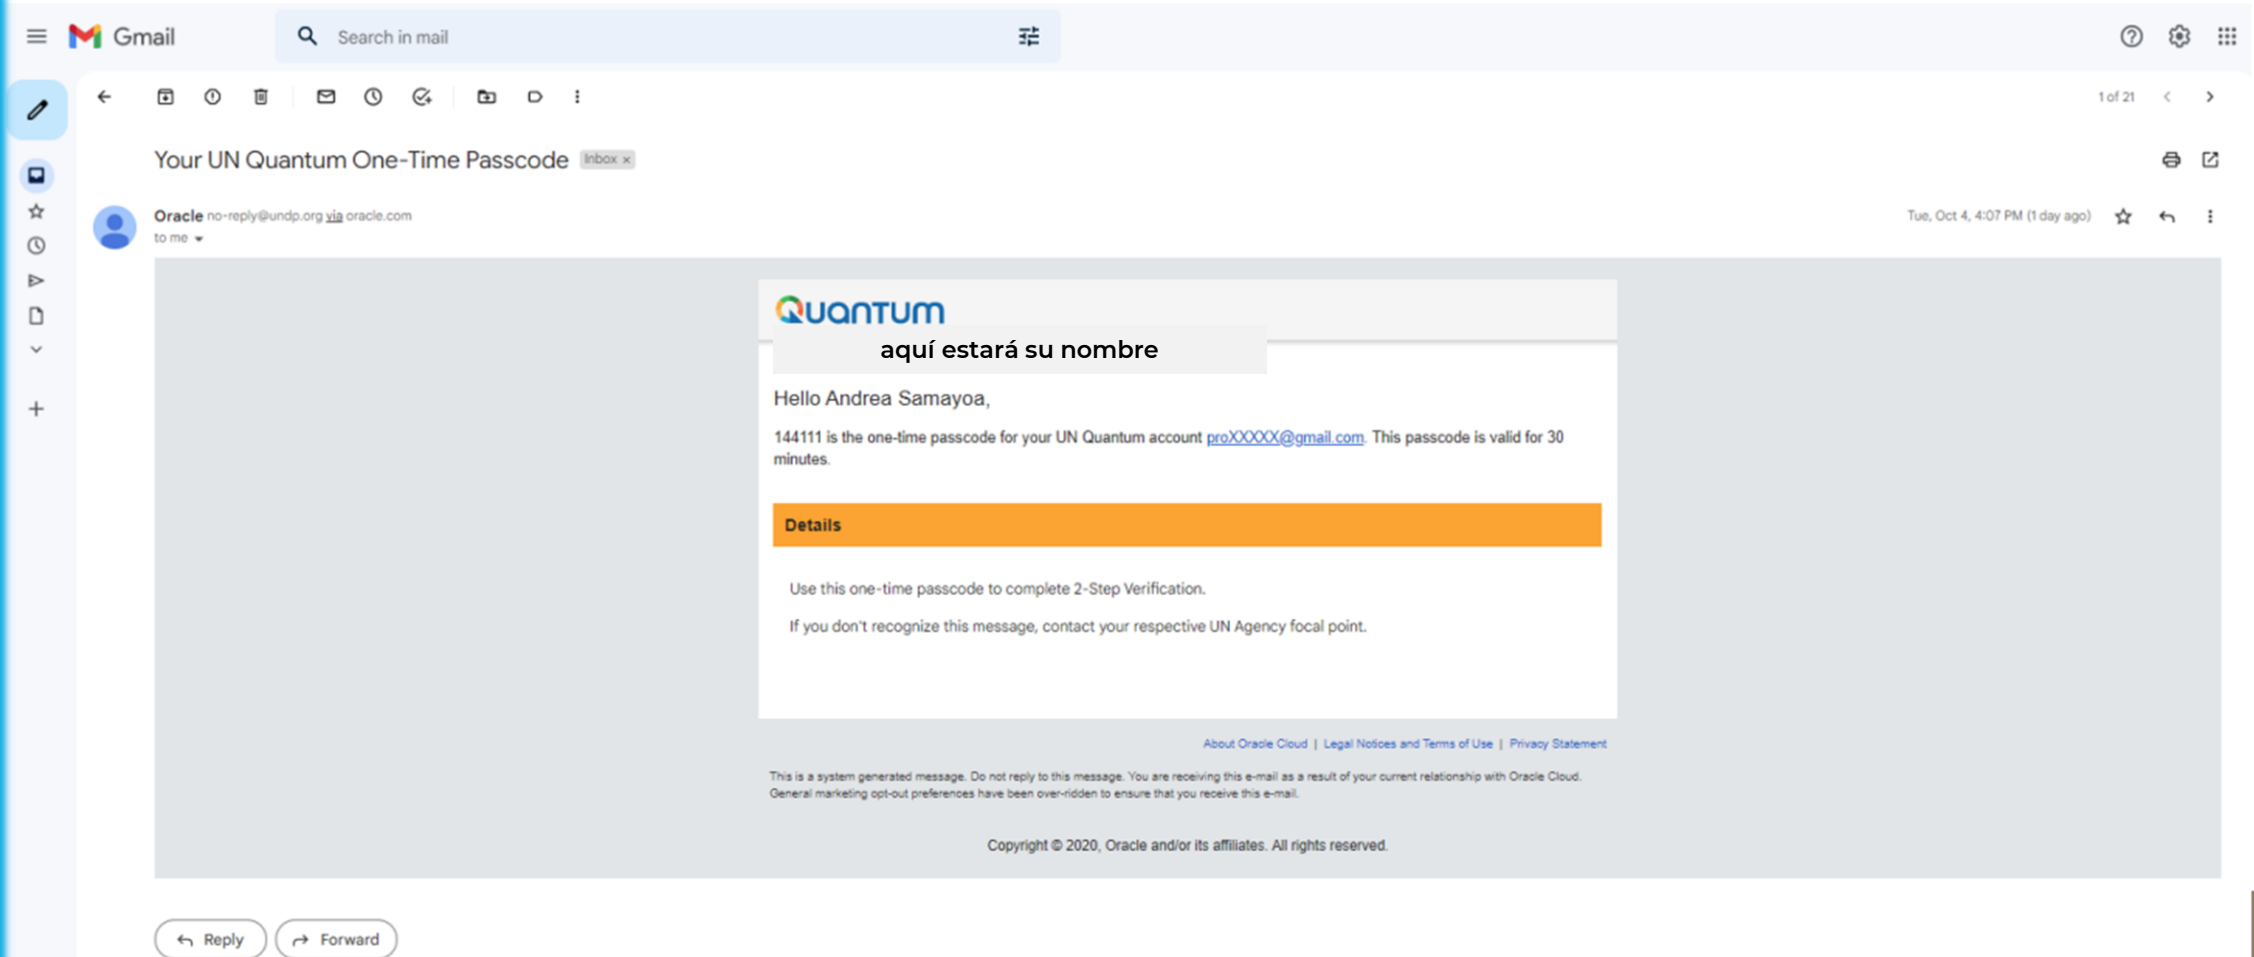 Gmail
Search in mail
1 of 21
Your UN Quantum One-Time Passcode Inbox ×
Oracle no-reply@undp.org via oracle.com
Tue, Oct 4, 4:07 PM (1 day ago)
to me
QUANTUM
aquí estará su nombre
Hello Andrea Samayoa,
144111 is the one-time passcode for your UN Quantum account proXXXXX@gmail.com. This passcode is valid for 30
minutes.
Details
Use this one-time passcode to complete 2-Step Verification.
If you don't recognize this message, contact your respective UN Agency focal point.
About Oracle Cloud | Legal Notices and Terms of Use | Privacy Statement
This is a system generated message. Do not reply to this message. You are receiving this e-mail as a result of your current relationship with Oracle Cloud.
General marketing opt-out preferences have been over-ridden to ensure that you receive this e-mail.
Copyright © 2020, Oracle and/or its affiliates. All rights reserved.
Reply
Forward